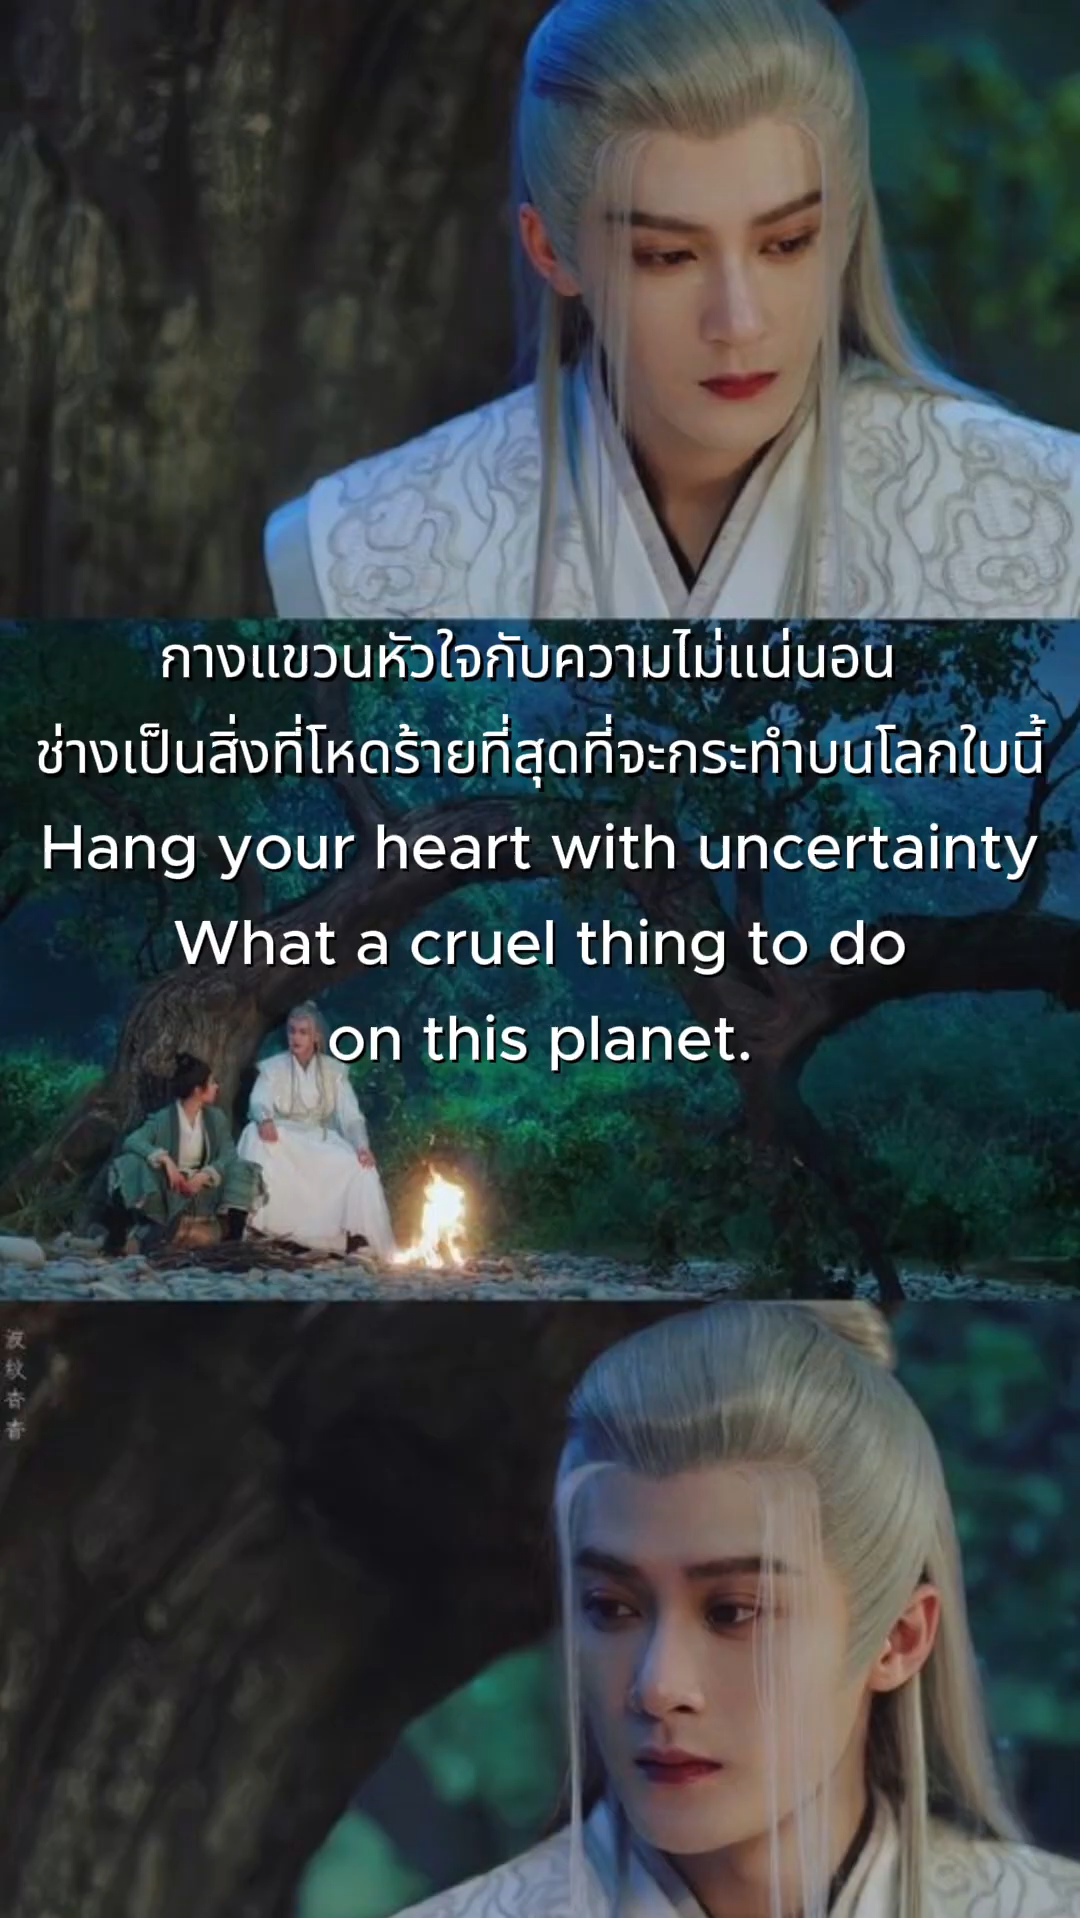 กางแขวนหัวใจกับความไม่แน่นอน
ช่างเป็นสิ่งที่โหดร้ายที่สุดที่จะกระทำบนโลกใบนี้
Hang your heart with uncertainty
What a cruel thing to do
on this planet.